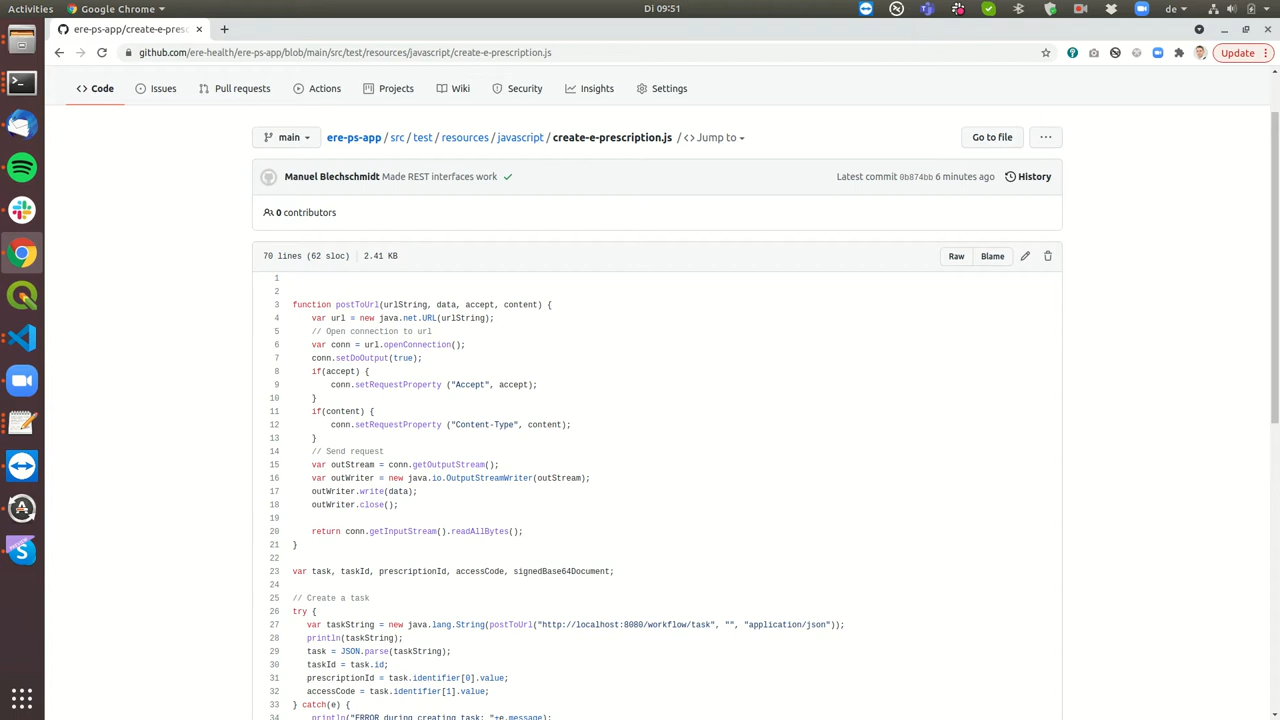 Activities
Google Chrome
DI 09:51
de
ere-ps-app/create-e-presc
github.com/ere-health/ere-ps-app/blob/main/src/test/resources/javascript/create-e-prescription.js
Update
Code
Issues
Pull requests
Actions
Projects
Wiki
Security
Insights
Settings
main
ere-ps-app / src / test / resources / javascript / create-e-prescription.js / <> Jump to
Go to file
...
Manuel Blechschmidt Made REST interfaces work
Latest commit 0b874bb 6 minutes ago
History
0 contributors
70 lines (62 sloc) 2.41 KB
Raw
Blame
1
2
3 function postToUrl(urlString, data, accept, content) {
4 var url = new java.net.URL(urlString);
5 // Open connection to url
6 var conn = url.openConnection();
7 conn.setDoOutput(true);
8 if(accept) {
9 conn.setRequestProperty ("Accept", accept);
10 }
11 if(content) {
12 conn.setRequestProperty ("Content-Type", content);
13 }
14 // Send request
15 var outStream = conn.getOutputStream();
16 var outWriter = new java.io.OutputStreamWriter(outStream);
17 outWriter.write(data);
18 outWriter.close();
19
20 return conn.getInputStream().readAllBytes();
21 }
22
23 var task, taskId, prescriptionId, accessCode, signedBase64Document;
24
25 // Create a task
26 try {
27 var taskString = new java.lang.String(postToUrl("http://localhost:8080/workflow/task", "", "application/json"));
28 println(taskString);
29 task = JSON.parse(taskString);
30 taskId = task.id;
31 prescriptionId = task.identifier[0].value;
32 accessCode = task.identifier[1].value;
33 } catch(e) {
34 println("ERROR during creating task: "+e.message);